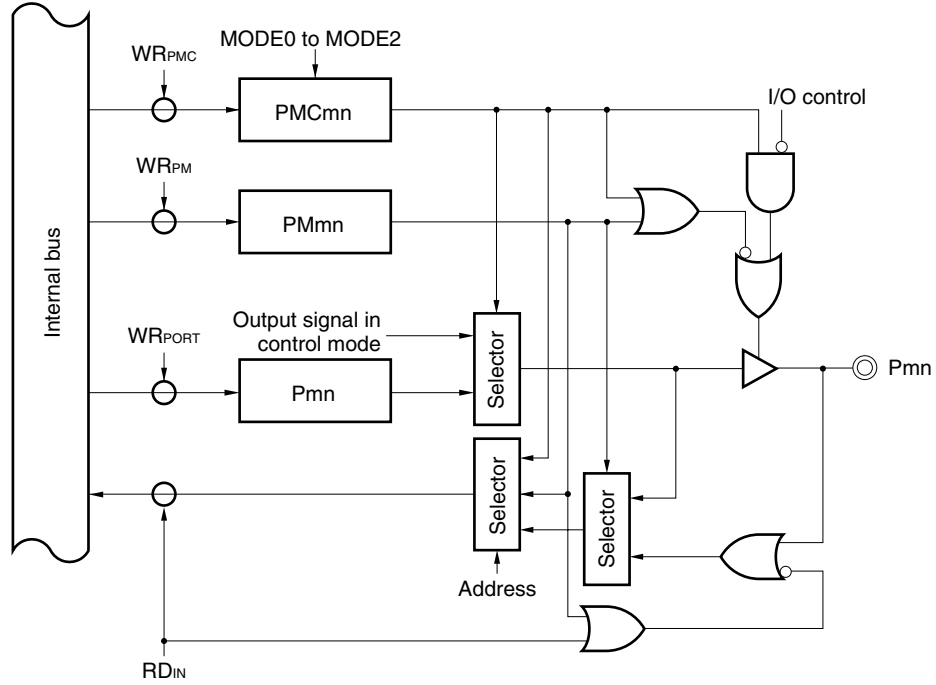 MODE0 to MODE2
WRPMC
PMCmn
I/O control
WRPM
PMmn
Internal bus
Output signal in
control mode
WRPORT
Pmn
Selector
Pmn
Selector
Selector
Address
RDIN